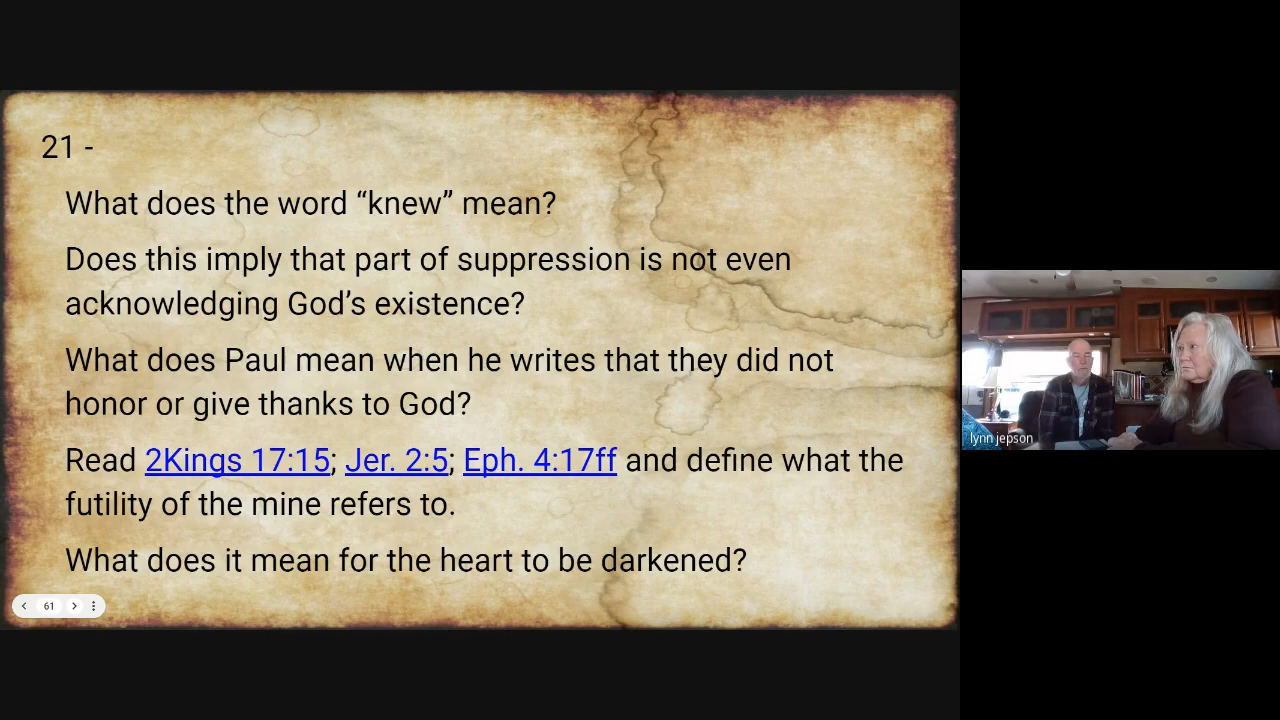 21 -
What does the word “knew” mean?
Does this imply that part of suppression is not even
acknowledging God’s existence?
What does Paul mean when he writes that they did not
honor or give thanks to God?
Read 2Kings 17:15; Jer. 2:5; Eph. 4:17ff and define what the
futility of the mine refers to.
What does it mean for the heart to be darkened?
61
lynn jepson